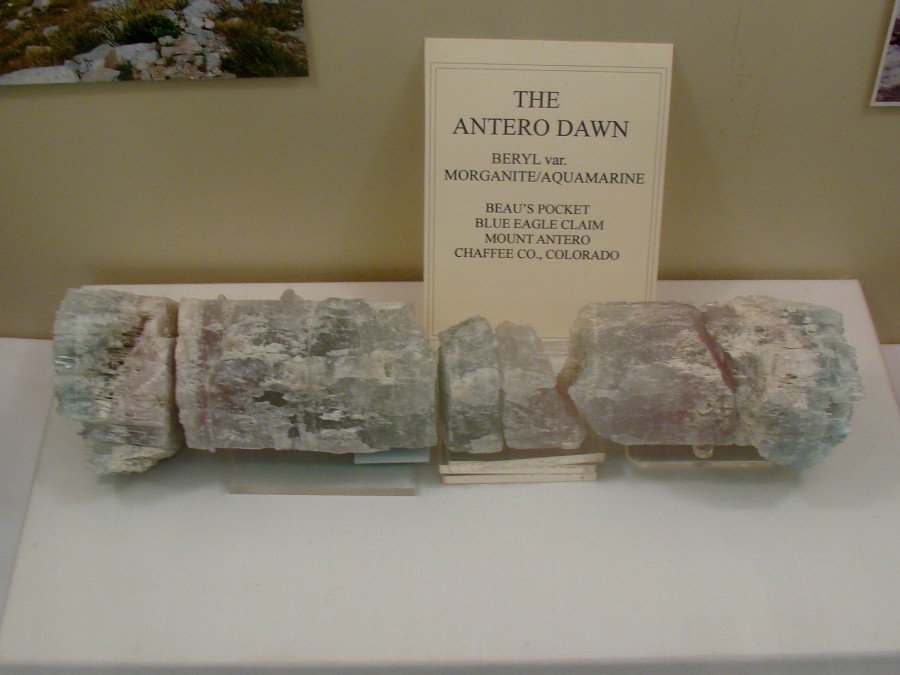 THE
ANTERO DAWN
BERYL var.
MORGANITE/AQUAMARINE
BEAU'S POCKET
BLUE EAGLE CLAIM
MOUNT ANTERO
CHAFFEE CO., COLORADO